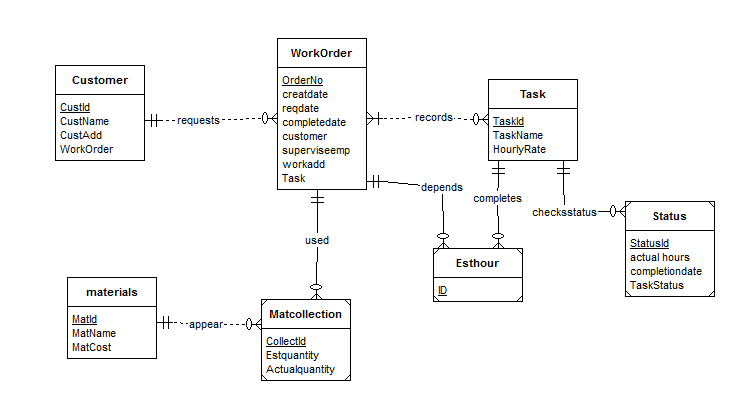 WorkOrder
OrderNo
creatdate
reqdate
completedate
customer
superviseemp
workadd
Task
Customer
CustId
CustName
CustAdd
WorkOrder
requests
records
Task
TaskId
TaskName
HourlyRate
depends
completes
checksstatus
Status
StatusId
actual hours
completiondate
TaskStatus
used
Esthour
ID
materials
MatId
MatName
MatCost
appear
Matcollection
CollectId
Estquantity
Actualquantity